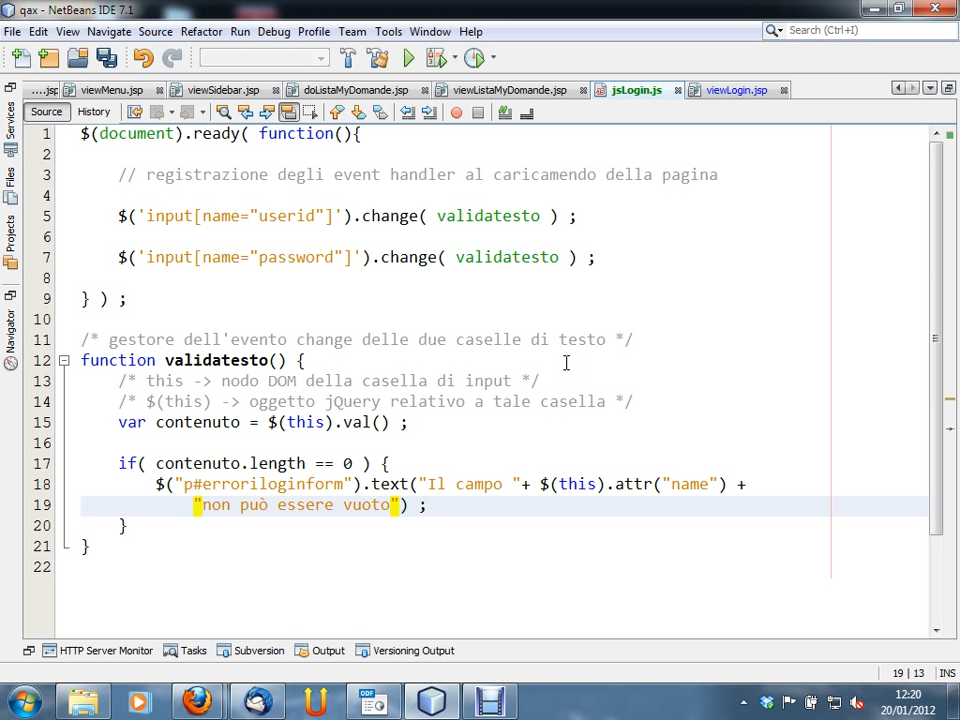 qax - NetBeans IDE 7.1
File Edit View Navigate Source Refactor Run Debug Profile Team Tools Window Help
Search (Ctrl+I)
....jsp viewMenu.jsp viewSidebar.jsp doListaMyDomande.jsp viewListaMyDomande.jsp jsLogin.js viewLogin.jsp
Source History
Services
Files
Projects
Navigator
1 $(document).ready( function(){
2
3 // registrazione degli event handler al caricamendo della pagina
4
5 $('input[name="userid"]').change( validatesto ) ;
6
7 $('input[name="password"]').change( validatesto ) ;
8
9 } ) ;
10
11 /* gestore dell'evento change delle due caselle di testo */
12 function validatesto() {
13 /* this -> nodo DOM della casella di input */
14 /* $(this) -> oggetto jQuery relativo a tale casella */
15 var contenuto = $(this).val() ;
16
17 if( contenuto.length == 0 ) {
18 $("p#erroriloginform").text("Il campo "+ $(this).attr("name") +
19 "non può essere vuoto") ;
20 }
21 }
22
HTTP Server Monitor Tasks Subversion Output Versioning Output
19 | 13 INS
ODF
12:20
20/01/2012